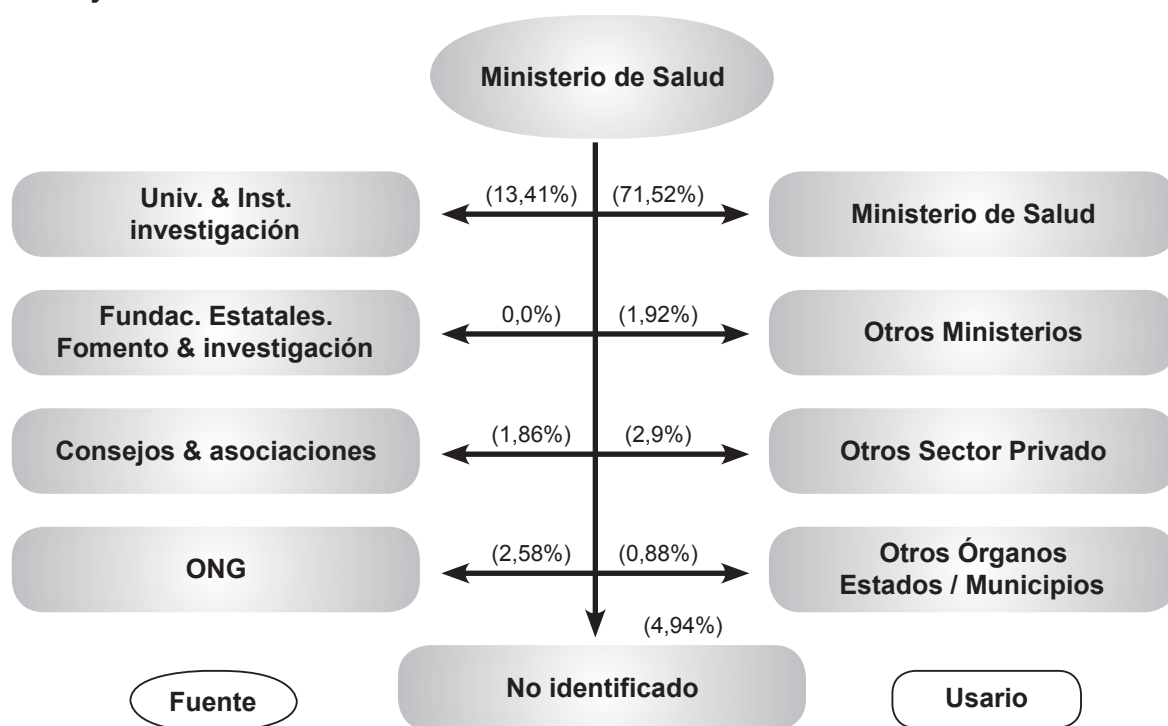 Ministerio de Salud
Univ. & Inst.
investigación
(13,41%)
(71,52%)
Ministerio de Salud
Fundac. Estatales.
Fomento & investigación
0,0%)
(1,92%)
Otros Ministerios
Consejos & asociaciones
(1,86%)
(2,9%)
Otros Sector Privado
ONG
(2,58%)
(0,88%)
Otros Órganos
Estados / Municipios
(4,94%)
No identificado
Fuente
Usario